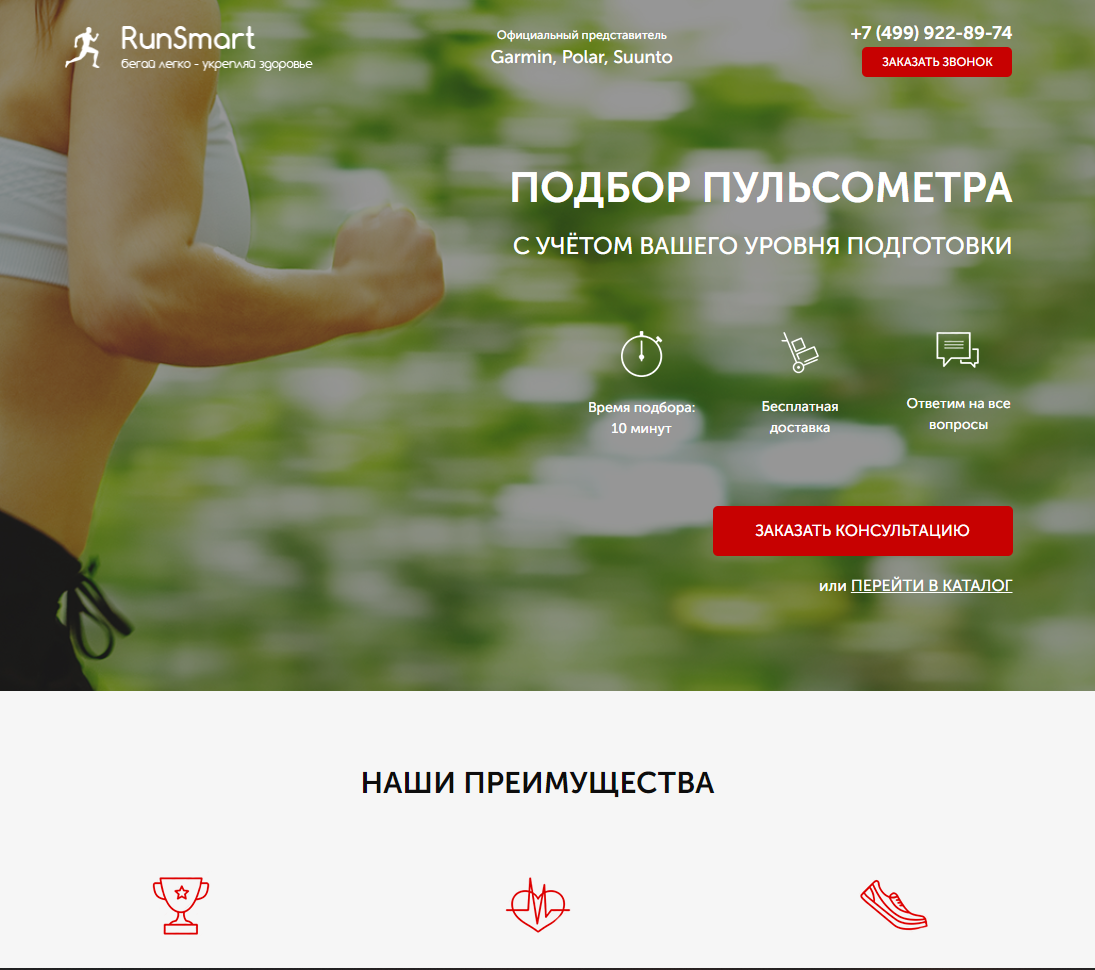 RunSmart
бегай легко - укрепляй здоровье
Официальный представитель
Garmin, Polar, Suunto
+7 (499) 922-89-74
ЗАКАЗАТЬ ЗВОНОК
ПОДБОР ПУЛЬСОМЕТРА
С УЧЁТОМ ВАШЕГО УРОВНЯ ПОДГОТОВКИ
Время подбора:
10 минут
Бесплатная
доставка
Ответим на все
вопросы
ЗАКАЗАТЬ КОНСУЛЬТАЦИЮ
или ПЕРЕЙТИ В КАТАЛОГ
НАШИ ПРЕИМУЩЕСТВА